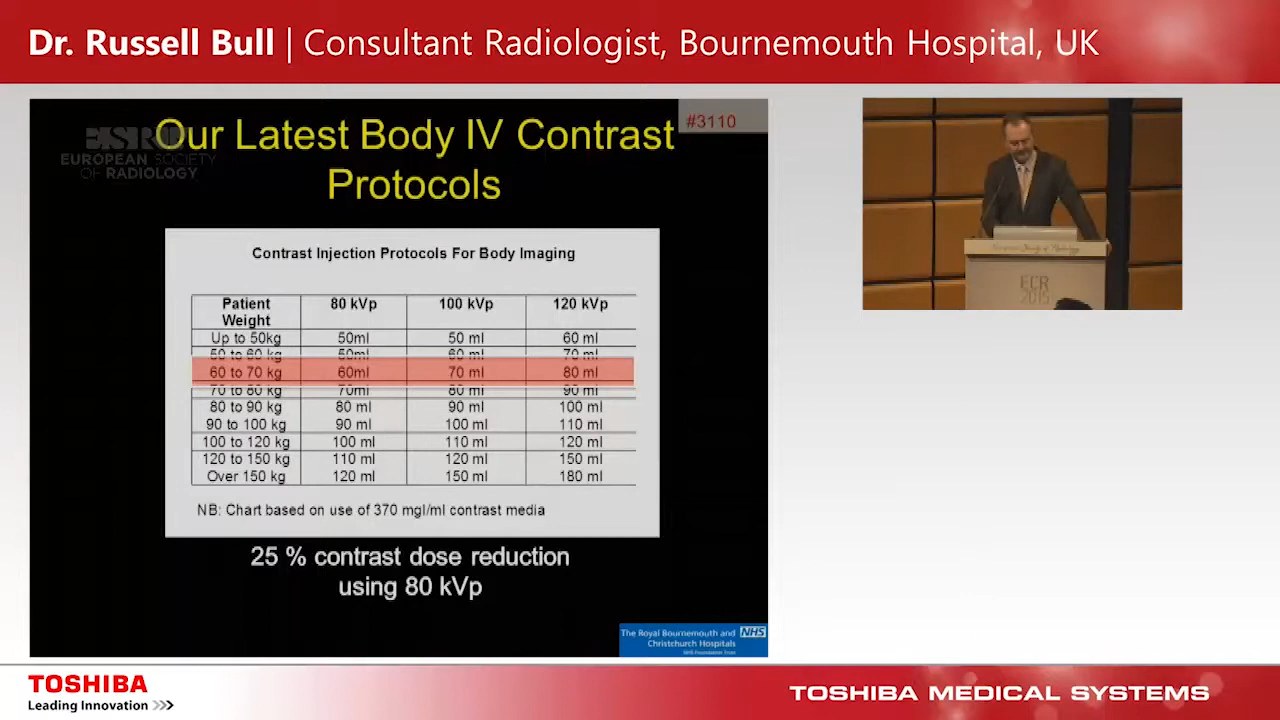 Dr. Russell Bull | Consultant Radiologist, Bournemouth Hospital, UK
#3110
EUROPEAN SOCIETY
OF RADIOLOGY
Our Latest Body IV Contrast
Protocols
Contrast Injection Protocols For Body Imaging
Patient Weight 80 kVp 100 kVp 120 kVp
Up to 50kg 50ml 50 ml 60 ml
50 to 60 kg 50ml 60 ml 70 ml
60 to 70 kg 60ml 70 ml 80 ml
70 to 80 kg 70ml 80 ml 90 ml
80 to 90 kg 80 ml 90 ml 100 ml
90 to 100 kg 90 ml 100 ml 110 ml
100 to 120 kg 100 ml 110 ml 120 ml
120 to 150 kg 110 ml 120 ml 150 ml
Over 150 kg 120 ml 150 ml 180 ml
NB: Chart based on use of 370 mgI/ml contrast media
25 % contrast dose reduction
using 80 kVp
The Royal Bournemouth and NHS
Christchurch Hospitals
NHS Foundation Trust
ECR
2015
TOSHIBA
Leading Innovation >>>
TOSHIBA MEDICAL SYSTEMS